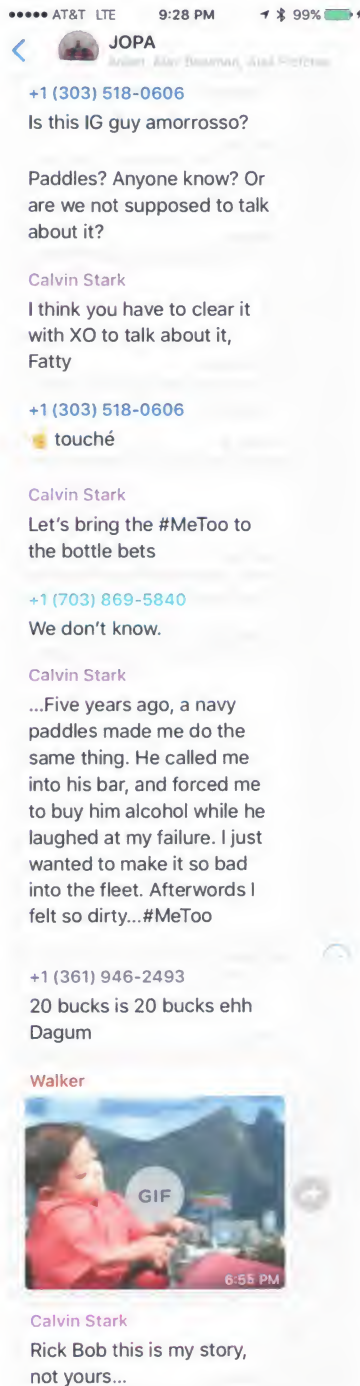 AT&T LTE 9:28 PM 99%
JOPA
+1 (303) 518-0606
Is this IG guy amorrosso?
Paddles? Anyone know? Or
are we not supposed to talk
about it?
Calvin Stark
I think you have to clear it
with XO to talk about it,
Fatty
+1 (303) 518-0606
touché
Calvin Stark
Let's bring the #MeToo to
the bottle bets
+1 (703) 869-5840
We don't know.
Calvin Stark
...Five years ago, a navy
paddles made me do the
same thing. He called me
into his bar, and forced me
to buy him alcohol while he
laughed at my failure. I just
wanted to make it so bad
into the fleet. Afterwords I
felt so dirty...#MeToo
+1 (361) 946-2493
20 bucks is 20 bucks ehh
Dagum
Walker
GIF
6:55 PM
Calvin Stark
Rick Bob this is my story,
not yours...